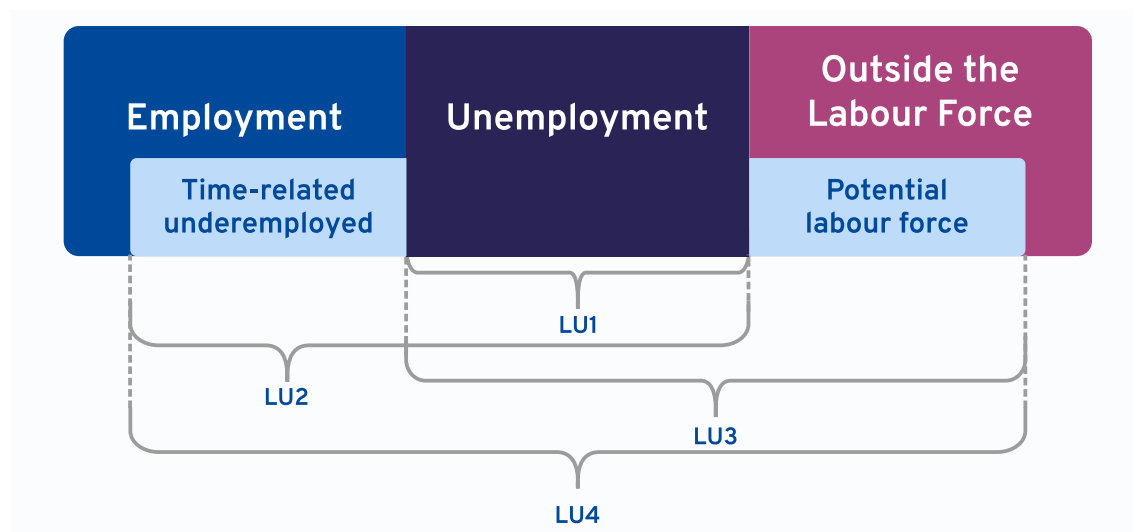 Employment
Unemployment
Outside the
Labour Force
Time-related
underemployed
Potential
labour force
LU1
LU2
LU3
LU4